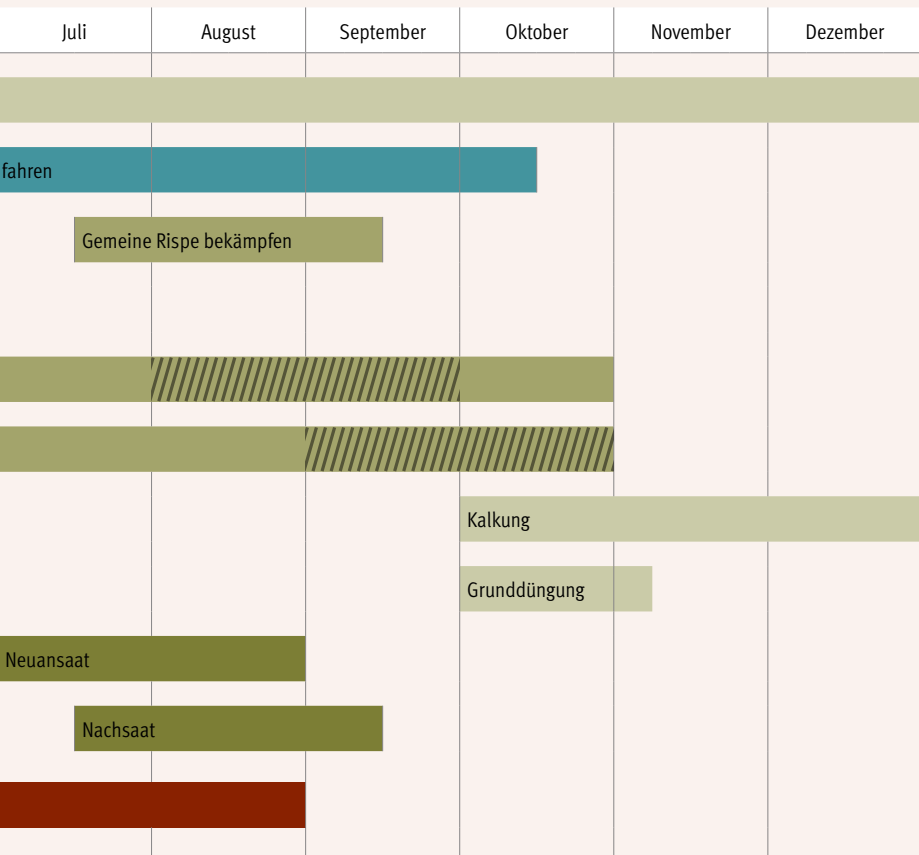 Juli August September Oktober November Dezember
fahren
Gemeine Rispe bekämpfen
Kalkung
Grunddüngung
Neuansaat
Nachsaat